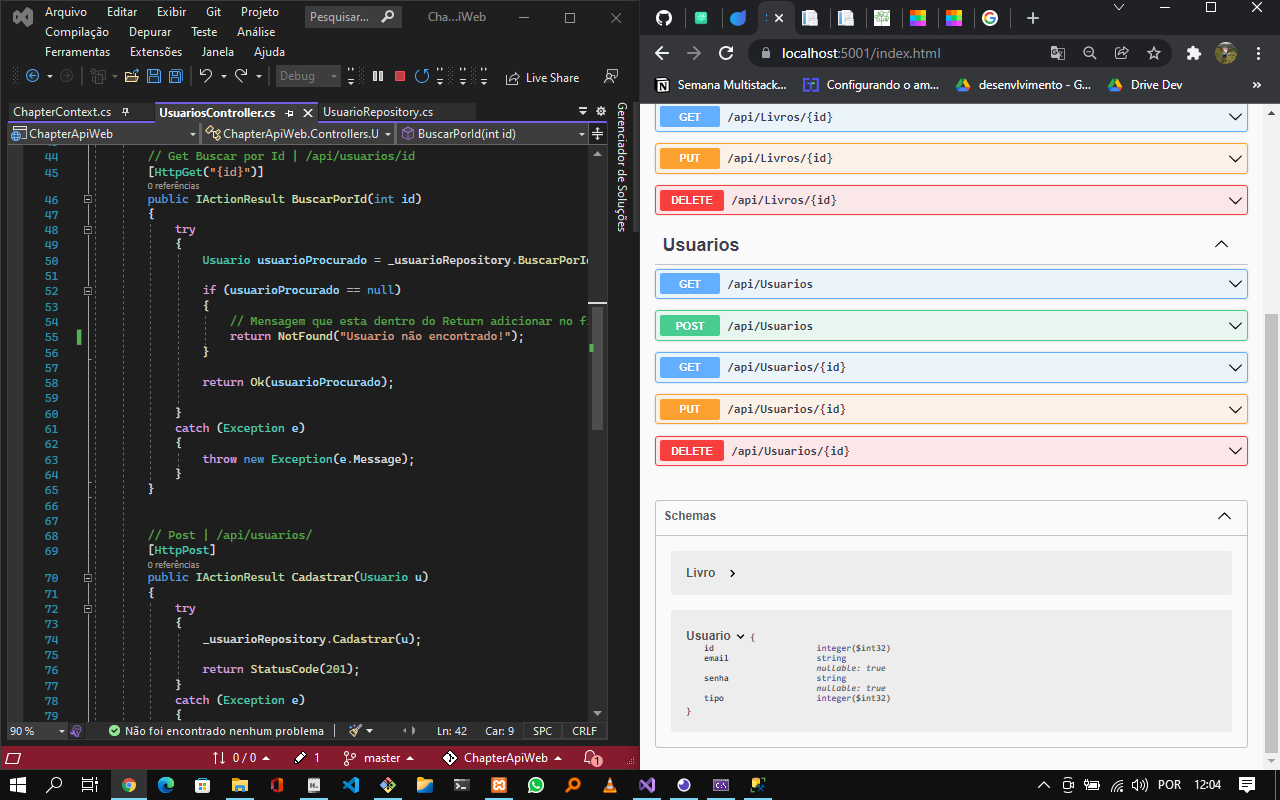 Arquivo Editar Exibir Git Projeto
Compilação Depurar Teste Análise
Ferramentas Extensões Janela Ajuda
Pesquisar...
Cha...iWeb
Debug
Live Share
ChapterContext.cs
UsuariosController.cs
UsuarioRepository.cs
ChapterApiWeb
ChapterApiWeb.Controllers.U
BuscarPorId(int id)
Gerenciador de Soluções
44 // Get Buscar por Id | /api/usuarios/id
45 [HttpGet("{id}")]
0 referências
46 public IActionResult BuscarPorId(int id)
47 {
48 try
49 {
50 Usuario usuarioProcurado = _usuarioRepository.BuscarPorId
51
52 if (usuarioProcurado == null)
53 {
54 // Mensagem que esta dentro do Return adicionar no f
55 return NotFound("Usuario não encontrado!");
56 }
57
58 return Ok(usuarioProcurado);
59
60 }
61 catch (Exception e)
62 {
63 throw new Exception(e.Message);
64 }
65 }
66
67
68 // Post | /api/usuarios/
69 [HttpPost]
0 referências
70 public IActionResult Cadastrar(Usuario u)
71 {
72 try
73 {
74 _usuarioRepository.Cadastrar(u);
75
76 return StatusCode(201);
77 }
78 catch (Exception e)
79 {
90 % Não foi encontrado nenhum problema Ln: 42 Car: 9 SPC CRLF
0 / 0 1 master ChapterApiWeb 1
localhost:5001/index.html
Semana Multistack...
Configurando o am...
desenvlvimento - G...
Drive Dev
»
GET /api/Livros/{id}
PUT /api/Livros/{id}
DELETE /api/Livros/{id}
Usuarios
GET /api/Usuarios
POST /api/Usuarios
GET /api/Usuarios/{id}
PUT /api/Usuarios/{id}
DELETE /api/Usuarios/{id}
Schemas
Livro
Usuario {
id integer($int32)
email string
nullable: true
senha string
nullable: true
tipo integer($int32)
}
POR 12:04